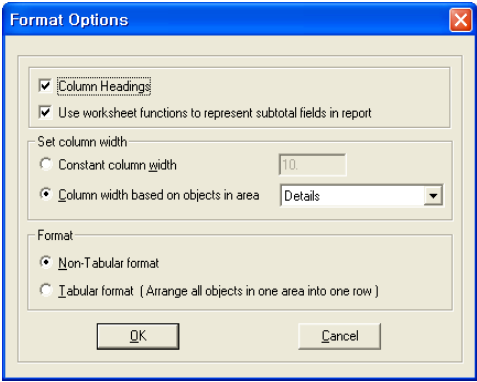 Format Options
Column Headings
Use worksheet functions to represent subtotal fields in report
Set column width
Constant column width
10.
Column width based on objects in area
Details
Format
Non-Tabular format
Tabular format ( Arrange all objects in one area into one row )
OK
Cancel